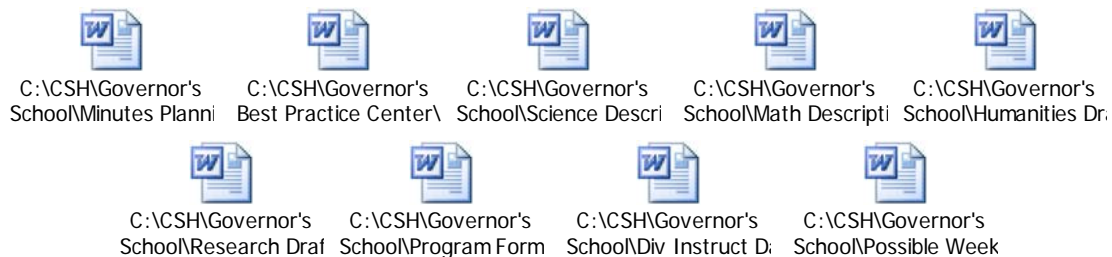 C:\CSH\Governor's
School\Minutes Planni
C:\CSH\Governor's
Best Practice Center\
C:\CSH\Governor's
School\Science Descri
C:\CSH\Governor's
School\Math Descripti
C:\CSH\Governor's
School\Humanities Dra
C:\CSH\Governor's
School\Research Draf
C:\CSH\Governor's
School\Program Form
C:\CSH\Governor's
School\Div Instruct Da
C:\CSH\Governor's
School\Possible Week